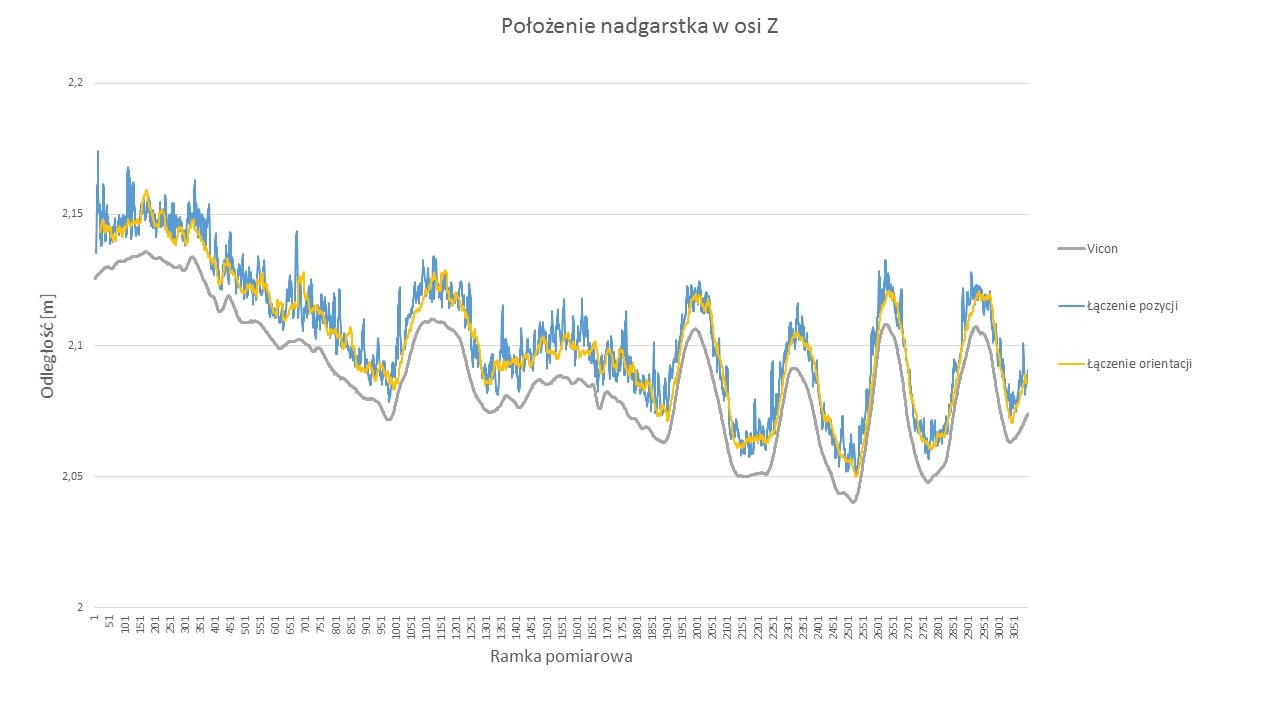 Położenie nadgarstka w osi Z
2,2
2,15
2,1
2,05
2
Odległość [m]
1 51 101 151 201 251 301 351 401 451 501 551 601 651 701 751 801 851 901 951 1001 1051 1101 1151 1201 1251 1301 1351 1401 1451 1501 1551 1601 1651 1701 1751 1801 1851 1901 1951 2001 2051 2101 2151 2201 2251 2301 2351 2401 2451 2501 2551 2601 2651 2701 2751 2801 2851 2901 2951 3001 3051
Ramka pomiarowa
Vicon
Łączenie pozycji
Łączenie orientacji